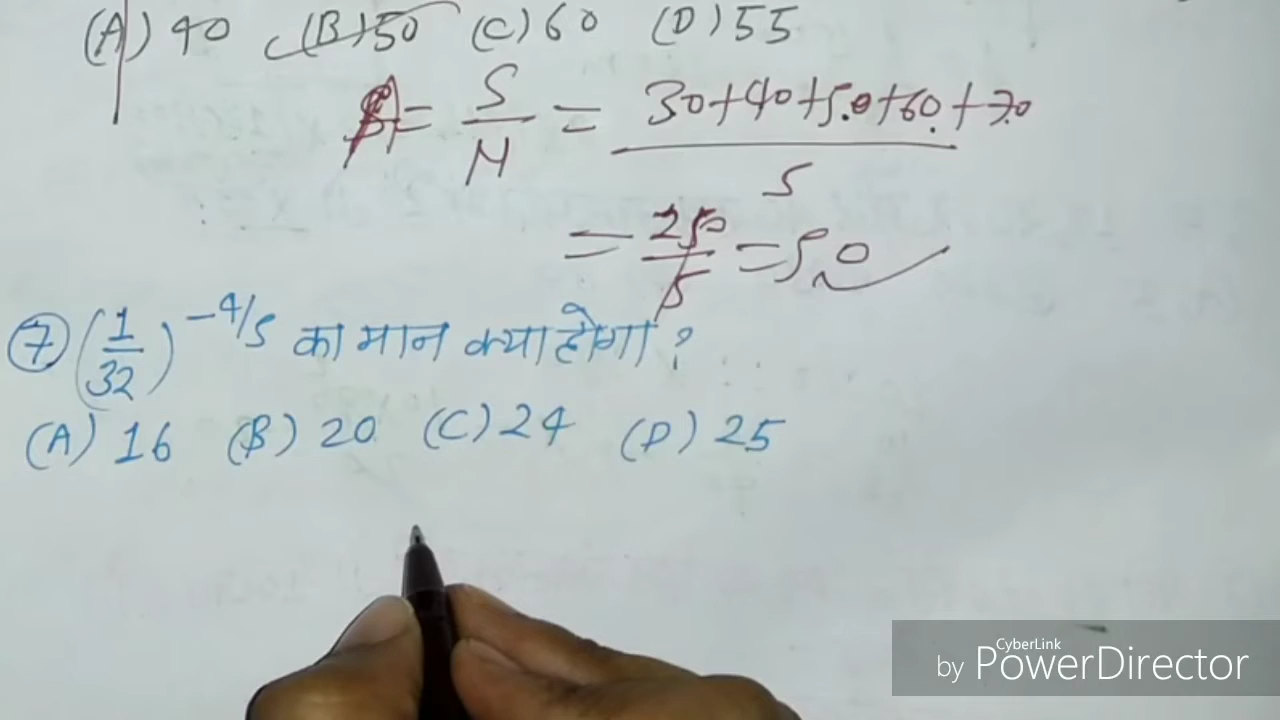 (A) 40 (B) 50 (C) 60 (D) 55
= S/N = 30+40+50+60+70/5
= 250/5 = 50
7 (1/32)^-4/5 का मान क्या होगा ?
(A) 16 (B) 20 (C) 24 (D) 25
CyberLink
by PowerDirector